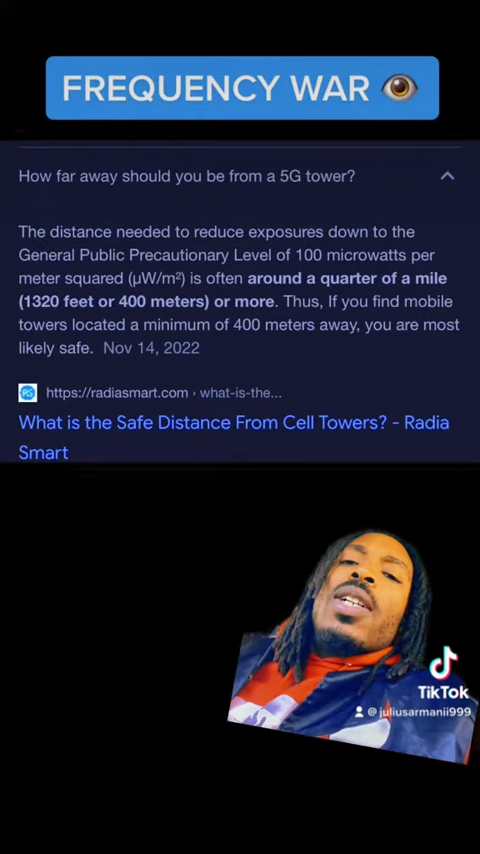 FREQUENCY WAR 👁️
How far away should you be from a 5G tower?
The distance needed to reduce exposures down to the
General Public Precautionary Level of 100 microwatts per
meter squared (μW/m²) is often around a quarter of a mile
(1320 feet or 400 meters) or more. Thus, If you find mobile
towers located a minimum of 400 meters away, you are most
likely safe. Nov 14, 2022
https://radiasmart.com › what-is-the...
What is the Safe Distance From Cell Towers? - Radia
Smart
TikTok
@juliusarmanii999